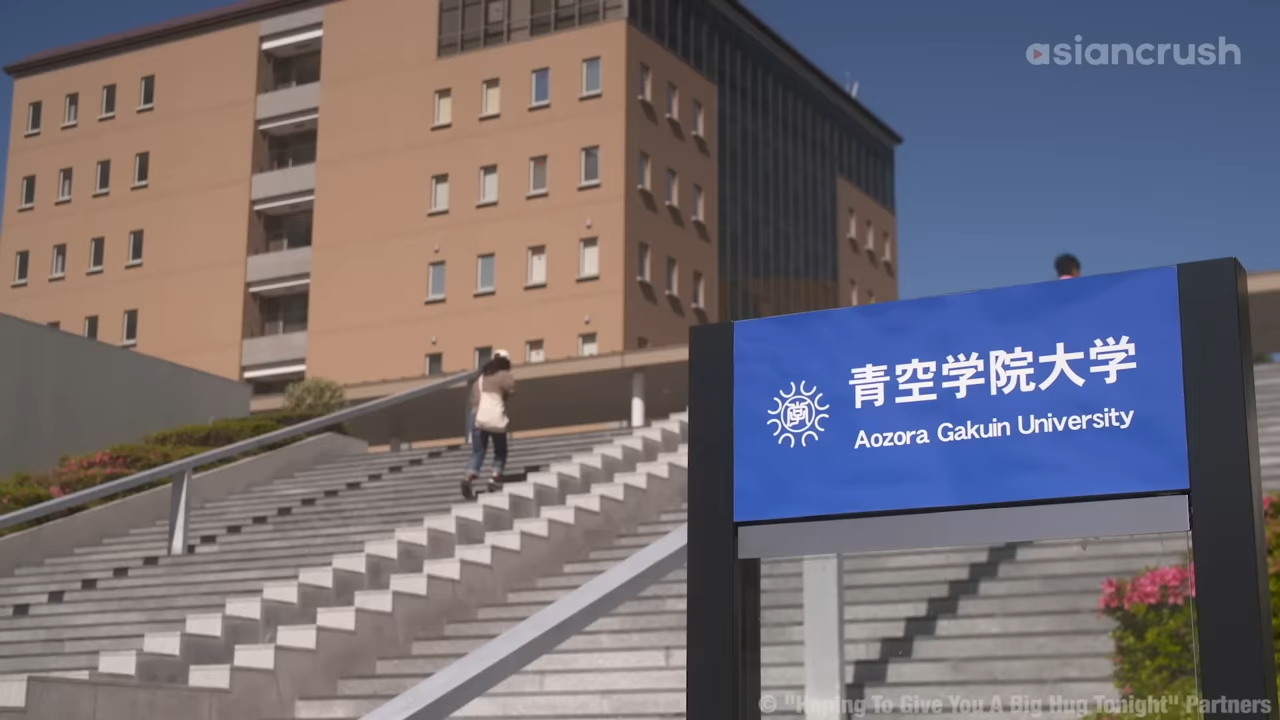 asiancrush
青空学院大学
Aozora Gakuin University
© "Hoping To Give You A Big Hug Tonight" Partners